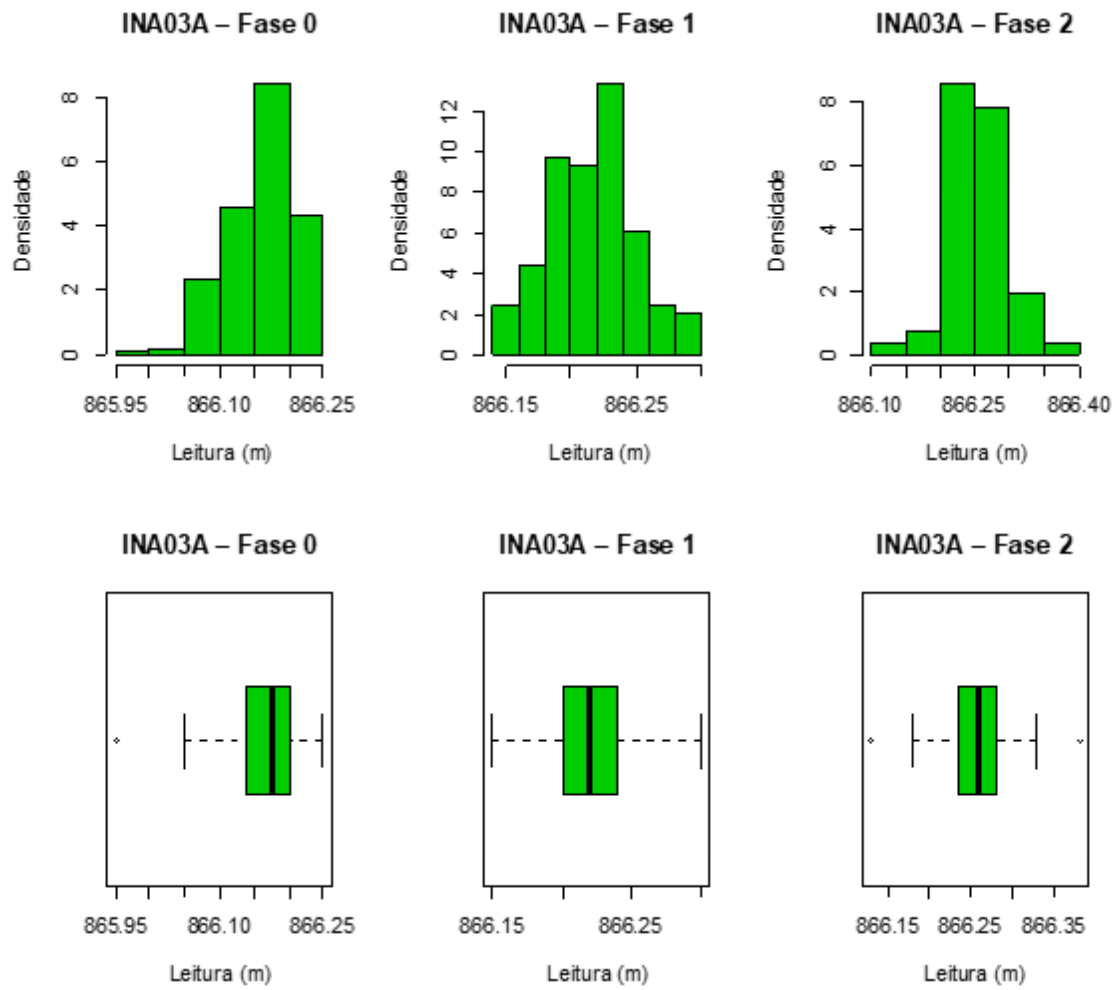 INA03A – Fase 0
Densidade
0 2 4 6 8
865.95 866.10 866.25
Leitura (m)
INA03A – Fase 1
Densidade
0 2 4 6 8 10 12
866.15 866.25
Leitura (m)
INA03A – Fase 2
Densidade
0 2 4 6 8
866.10 866.25 866.40
Leitura (m)
INA03A – Fase 0
865.95 866.10 866.25
Leitura (m)
INA03A – Fase 1
866.15 866.25
Leitura (m)
INA03A – Fase 2
866.15 866.25 866.35
Leitura (m)